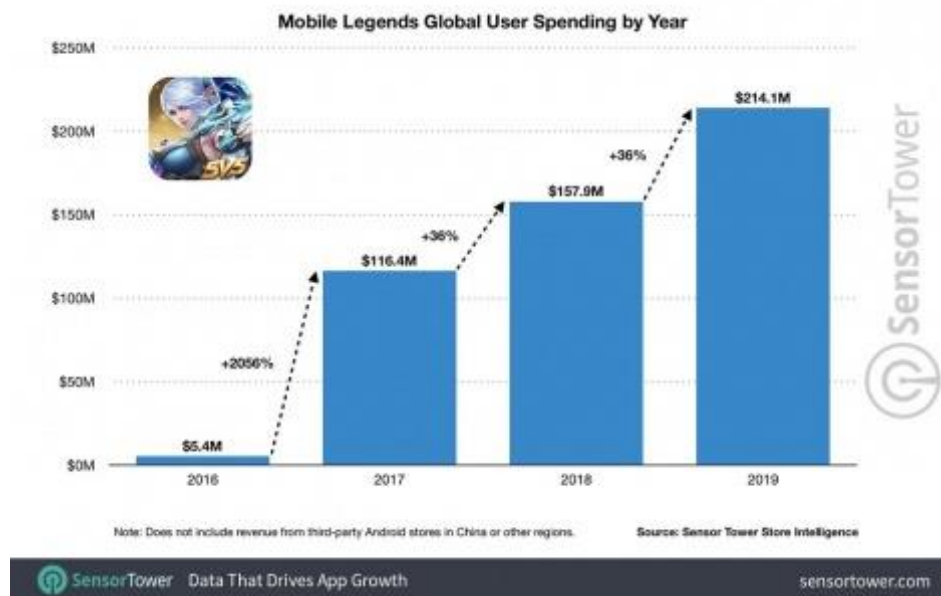 Mobile Legends Global User Spending by Year
$250M
$200M
$150M
$100M
$50M
$0M
5V5
$5.4M
+2056%
$116.4M
+36%
$157.9M
+36%
$214.1M
2016
2017
2018
2019
SensorTower
Note: Does not include revenue from third-party Android stores in China or other regions.
Source: Sensor Tower Store Intelligence
SensorTower Data That Drives App Growth
sensortower.com